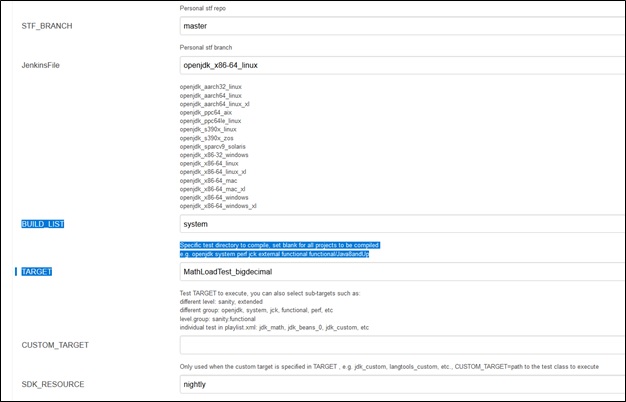 Personal stf repo
STF_BRANCH
master
Personal stf branch
JenkinsFile
openjdk_x86-64_linux
openjdk_aarch32_linux
openjdk_aarch64_linux
openjdk_aarch64_linux_xl
openjdk_ppc64_aix
openjdk_ppc64le_linux
openjdk_s390x_linux
openjdk_s390x_zos
openjdk_sparcv9_solaris
openjdk_x86-32_windows
openjdk_x86-64_linux
openjdk_x86-64_linux_xl
openjdk_x86-64_mac
openjdk_x86-64_mac_xl
openjdk_x86-64_windows
openjdk_x86-64_windows_xl
BUILD_LIST
system
Specific test directory to compile, set blank for all projects to be compiled
e.g. openjdk system perf jck external functional functional/Java8andUp
TARGET
MathLoadTest_bigdecimal
Test TARGET to execute, you can also select sub-targets such as:
different level: sanity, extended
different group: openjdk, system, jck, functional, perf, etc
level.group: sanity.functional
individual test in playlist.xml: jdk_math, jdk_beans_0, jdk_custom, etc
CUSTOM_TARGET
Only used when the custom target is specified in TARGET , e.g. jdk_custom, langtools_custom, etc., CUSTOM_TARGET=path to the test class to execute
SDK_RESOURCE
nightly